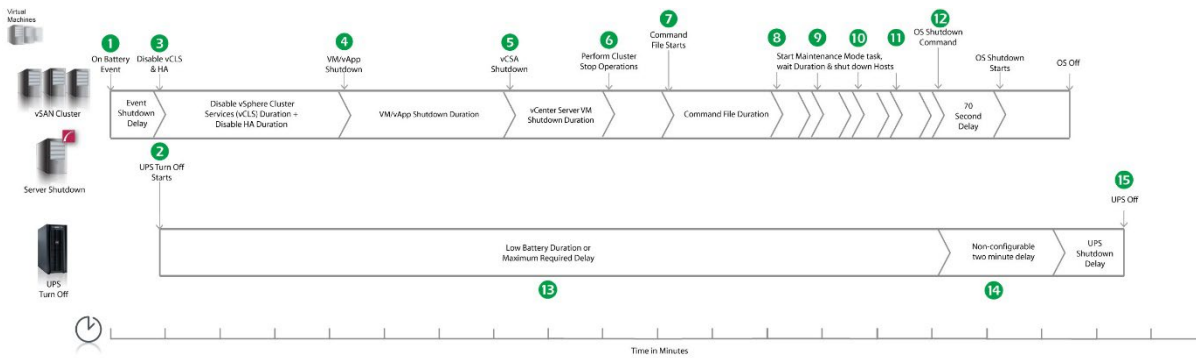 Virtual
Machines
vSAN Cluster
Server Shutdown
UPS
Turn Off
1
On Battery
Event
3
Disable vCLS
& HA
4
VM/vApp
Shutdown
5
vCSA
Shutdown
6
Perform Cluster
Stop Operations
7
Command
File Starts
8
9
10
11
Start Maintenance Mode task,
wait Duration & shut down Hosts
12
OS Shutdown
Command
OS Shutdown
Starts
OS Off
Event
Shutdown
Delay
Disable vSphere Cluster
Services (vCLS) Duration +
Disable HA Duration
VM/vApp Shutdown Duration
vCenter Server VM
Shutdown Duration
Command File Duration
70
Second
Delay
2
UPS Turn Off
Starts
15
UPS Off
Low Battery Duration or
Maximum Required Delay
Non-configurable
two minute delay
UPS
Shutdown
Delay
13
14
Time in Minutes